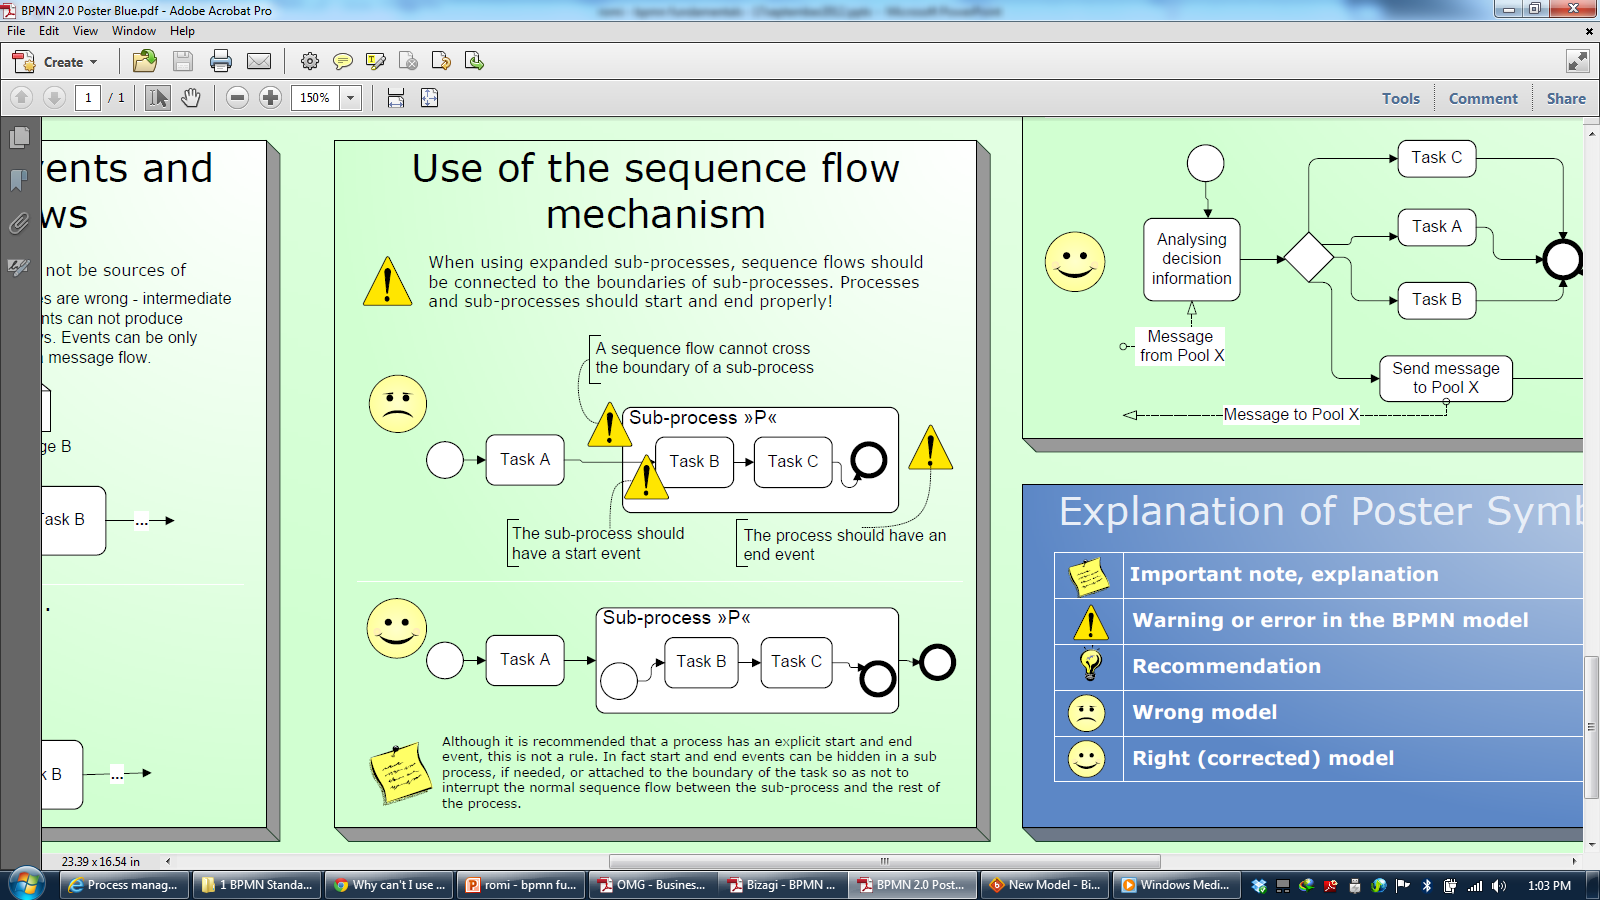 BPMN 2.0 Poster Blue.pdf - Adobe Acrobat Pro
File Edit View Window Help
Create
1 / 1
150%
Tools Comment Share
vents and
ws
not be sources of
es are wrong - intermediate
nts can not produce
s. Events can be only
message flow.
ge B
Task B
...
.
k B
...
Use of the sequence flow
mechanism
When using expanded sub-processes, sequence flows should
be connected to the boundaries of sub-processes. Processes
and sub-processes should start and end properly!
A sequence flow cannot cross
the boundary of a sub-process
Sub-process »P«
Task A
Task B
Task C
The sub-process should
have a start event
The process should have an
end event
Sub-process »P«
Task A
Task B
Task C
Although it is recommended that a process has an explicit start and end
event, this is not a rule. In fact start and end events can be hidden in a sub
process, if needed, or attached to the boundary of the task so as not to
interrupt the normal sequence flow between the sub-process and the rest of
the process.
Task C
Analysing
decision
information
Task A
Task B
Message
from Pool X
Send message
to Pool X
Message to Pool X
Explanation of Poster Symb
Important note, explanation
Warning or error in the BPMN model
Recommendation
Wrong model
Right (corrected) model
23.39 x 16.54 in
Process manag...
1 BPMN Standa...
Why can't I use ...
romi - bpmn fu...
OMG - Busines...
Bizagi - BPMN ...
BPMN 2.0 Post...
New Model - Bi...
Windows Medi...
1:03 PM